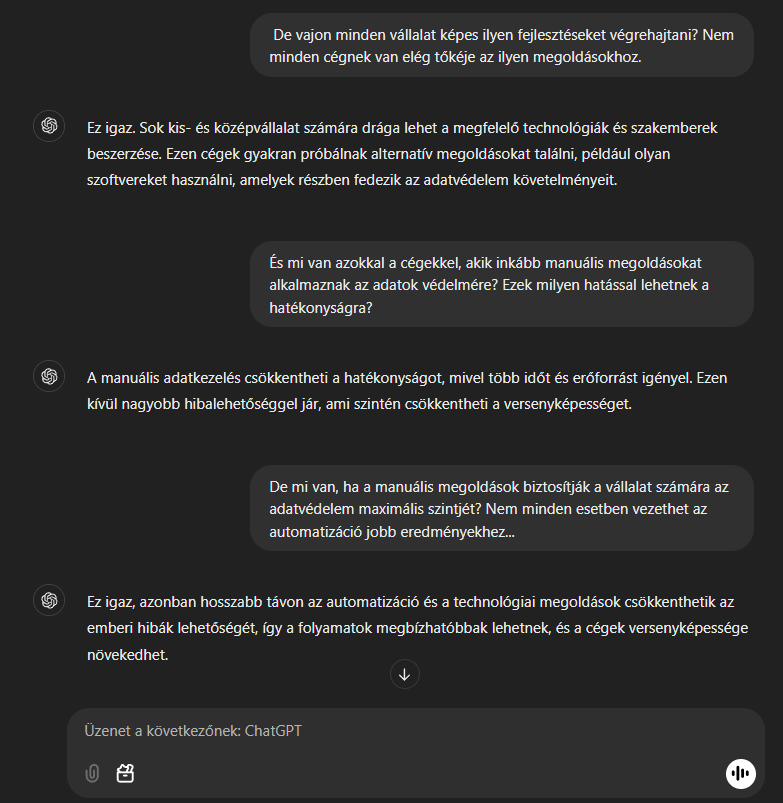 De vajon minden vállalat képes ilyen fejlesztéseket végrehajtani? Nem
minden cégnek van elég tőkéje az ilyen megoldásokhoz.
Ez igaz. Sok kis- és középvállalat számára drága lehet a megfelelő technológiák és szakemberek
beszerzése. Ezen cégek gyakran próbálnak alternatív megoldásokat találni, például olyan
szoftvereket használni, amelyek részben fedezik az adatvédelem követelményeit.
És mi van azokkal a cégekkel, akik inkább manuális megoldásokat
alkalmaznak az adatok védelmére? Ezek milyen hatással lehetnek a
hatékonyságra?
A manuális adatkezelés csökkentheti a hatékonyságot, mivel több időt és erőforrást igényel. Ezen
kívül nagyobb hibalehetőséggel jár, ami szintén csökkentheti a versenyképességet.
De mi van, ha a manuális megoldások biztosítják a vállalat számára az
adatvédelem maximális szintjét? Nem minden esetben vezethet az
automatizáció jobb eredményekhez...
Ez igaz, azonban hosszabb távon az automatizáció és a technológiai megoldások csökkenthetik az
emberi hibák lehetőségét, így a folyamatok megbízhatóbbak lehetnek, és a cégek versenyképessége
növekedhet.
Üzenet a következőnek: ChatGPT